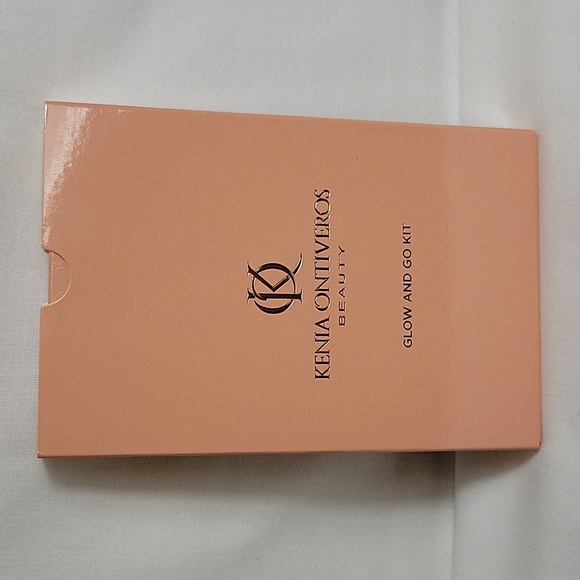 KENIA ONTIVEROS
BEAUTY
GLOW AND GO KIT